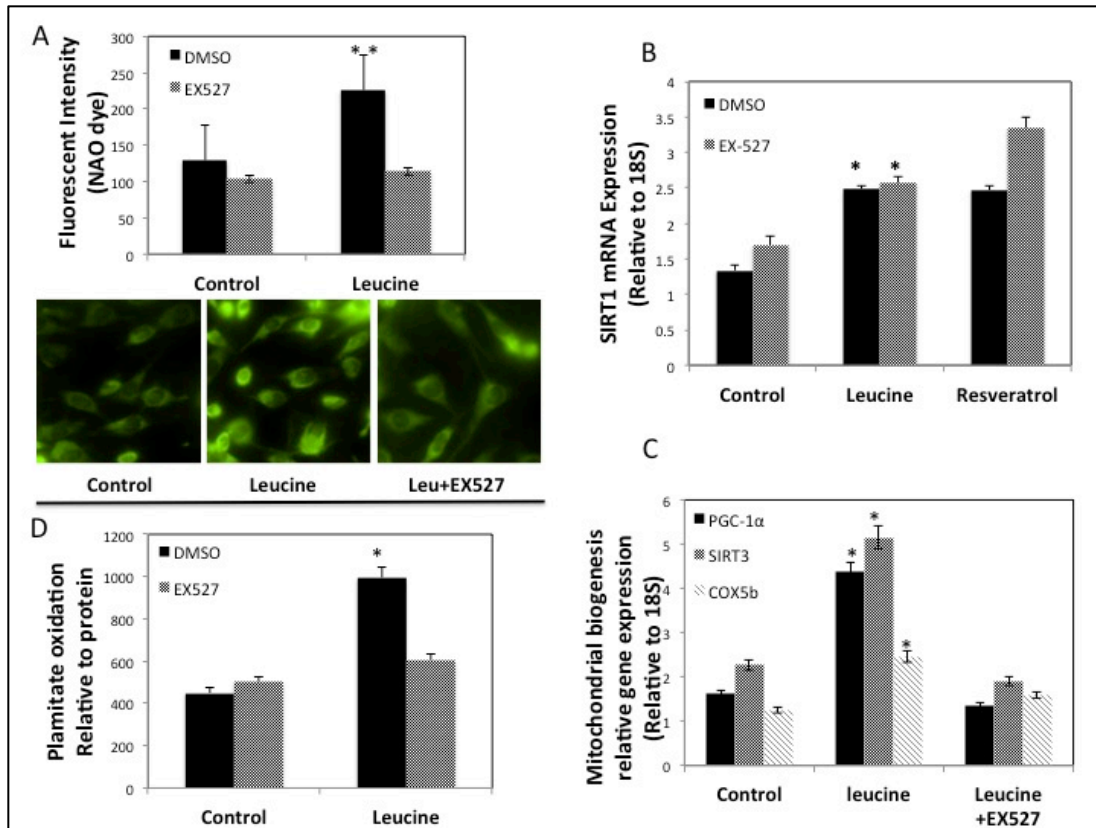 A
300
250
200
150
100
50
0
Fluorescent Intensity
(NAO dye)
DMSO
EX527
* *
Control
Leucine
Control
Leucine
Leu+EX527
B
4
3.5
3
2.5
2
1.5
1
0.5
0
SIRT1 mRNA Expression
(Relative to 18S)
DMSO
EX-527
*
*
Control
Leucine
Resveratrol
C
6
5
4
3
2
1
0
Mitochondrial biogenesis
relative gene expression
(Relative to 18S)
PGC-1α
SIRT3
COX5b
*
*
*
Control
leucine
Leucine
+EX527
D
1200
1000
800
600
400
200
0
Plamitate oxidation
Relative to protein
DMSO
EX527
*
Control
Leucine